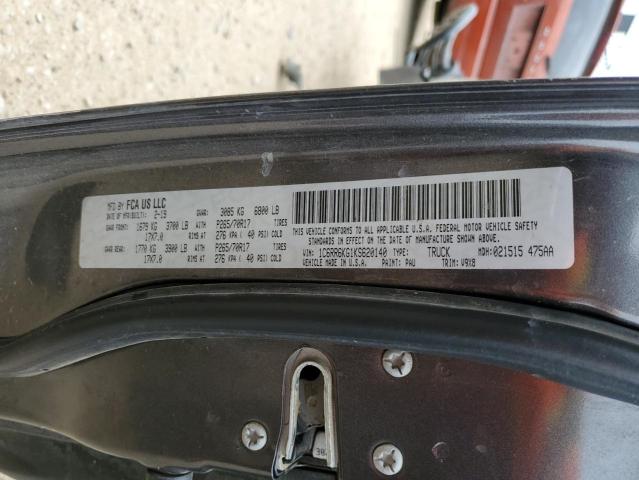 MFD BY FCA US LLC
DATE OF MFR(BUILT): 2-19 GVWR: 3085 KG 6800 LB
GAWR FRONT: 1679 KG 3700 LB P265/70R17 TIRES
17X7.0 RIMS AT 276 KPA ( 40 PSI) COLD
GAWR REAR: 1770 KG 3900 LB P265/70R17 TIRES
17X7.0 RIMS AT 276 KPA ( 40 PSI) COLD
THIS VEHICLE CONFORMS TO ALL APPLICABLE U.S.A. FEDERAL MOTOR VEHICLE SAFETY
STANDARDS IN EFFECT ON THE DATE OF MANUFACTURE SHOWN ABOVE.
VIN: 1C6RR6KG1KS620140 TYPE: TRUCK MDH: 021515 475AA
VEHICLE MADE IN U.S.A. PAINT: PAU TRIM: V9X8